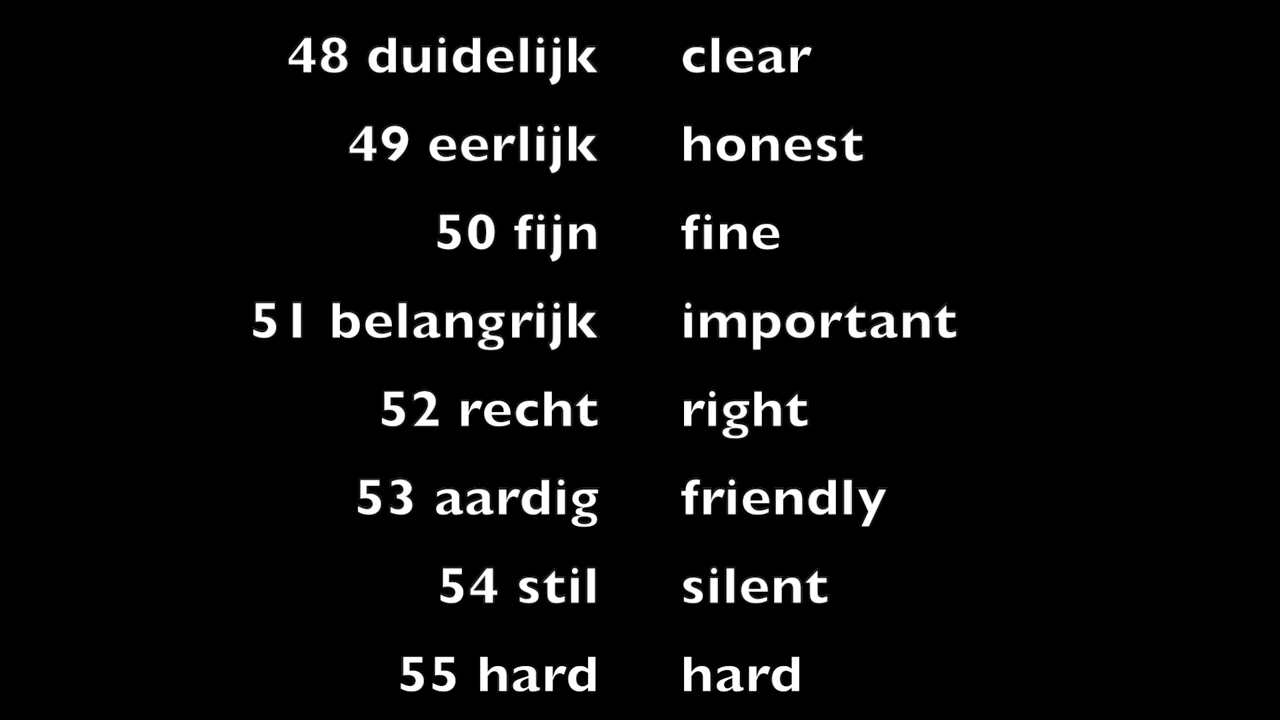 48 duidelijk clear
49 eerlijk honest
50 fijn fine
51 belangrijk important
52 recht right
53 aardig friendly
54 stil silent
55 hard hard